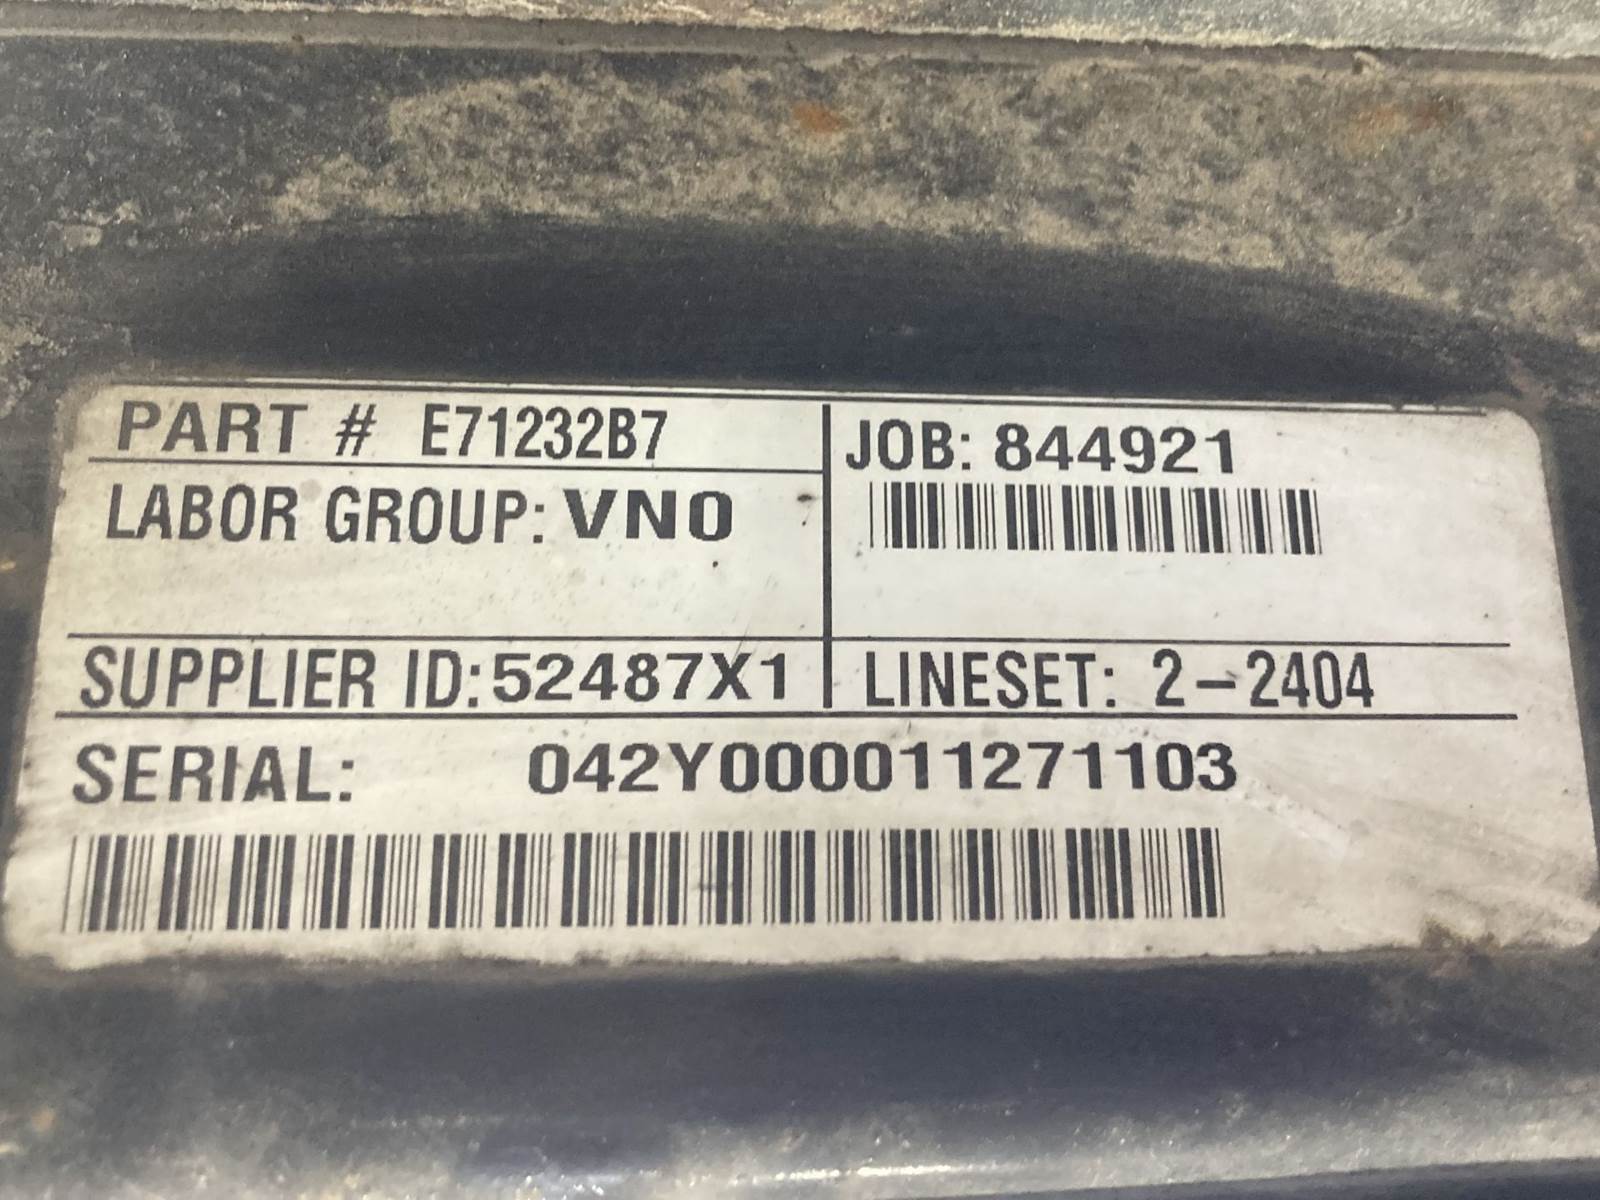 PART # E71232B7
JOB: 844921
LABOR GROUP: VNO
SUPPLIER ID: 52487X1
LINESET: 2-2404
SERIAL: 042Y000011271103